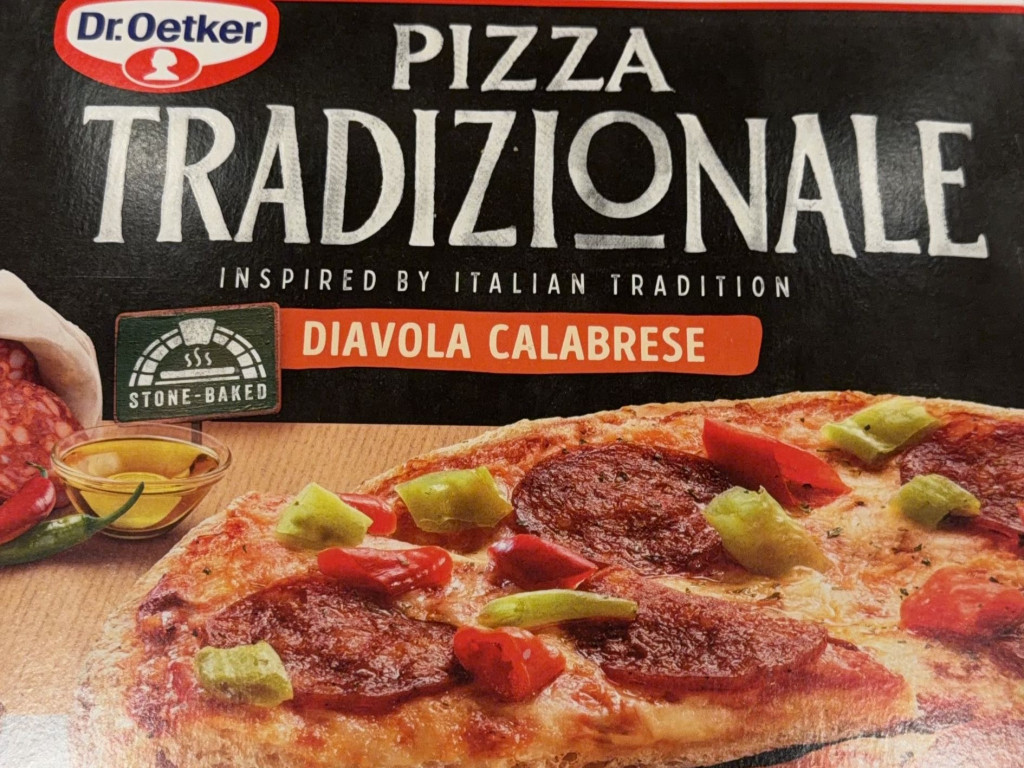 Dr.Oetker
PIZZA
TRADIZIONALE
INSPIRED BY ITALIAN TRADITION
DIAVOLA CALABRESE
STONE-BAKED